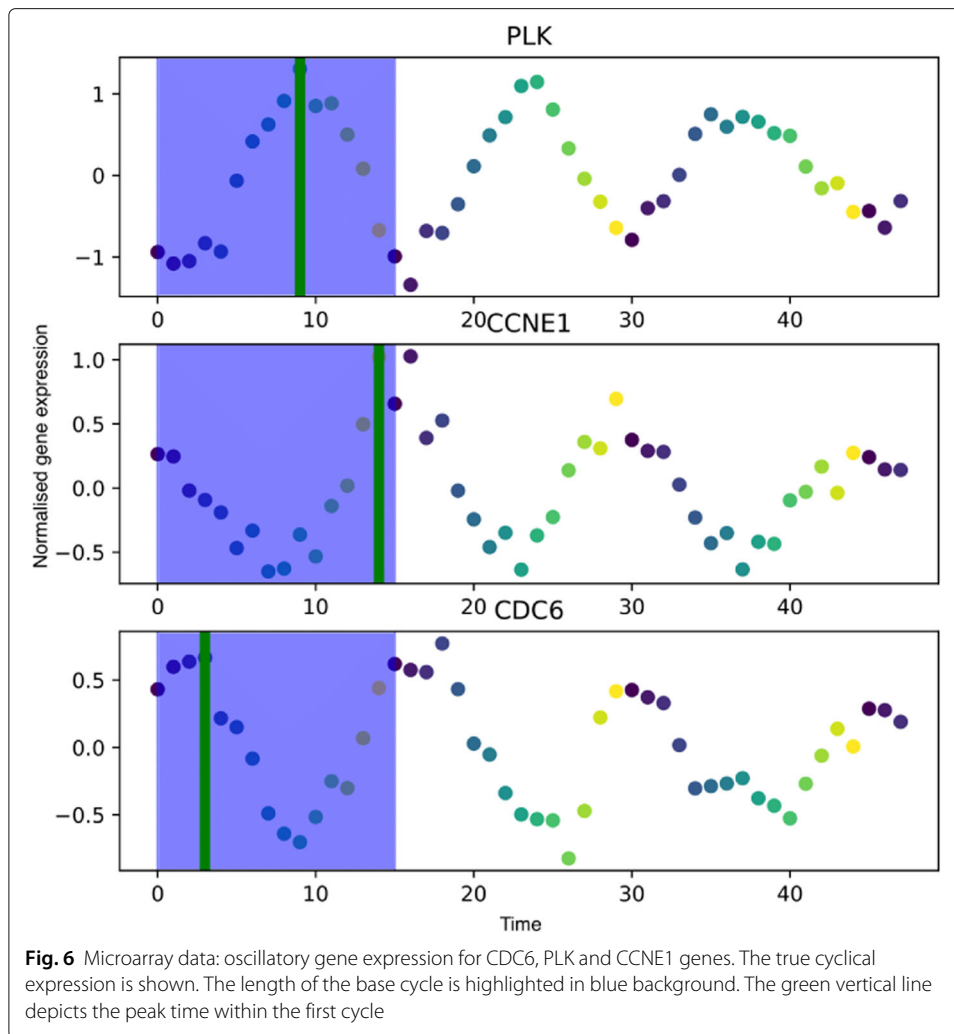 PLK
1
0
−1
0 10 20 30 40
CCNE1
1.0
0.5
0.0
−0.5
0 10 20 30 40
Normalised gene expression
CDC6
0.5
0.0
−0.5
0 10 20 30 40
Time
Fig. 6 Microarray data: oscillatory gene expression for CDC6, PLK and CCNE1 genes. The true cyclical
expression is shown. The length of the base cycle is highlighted in blue background. The green vertical line
depicts the peak time within the first cycle